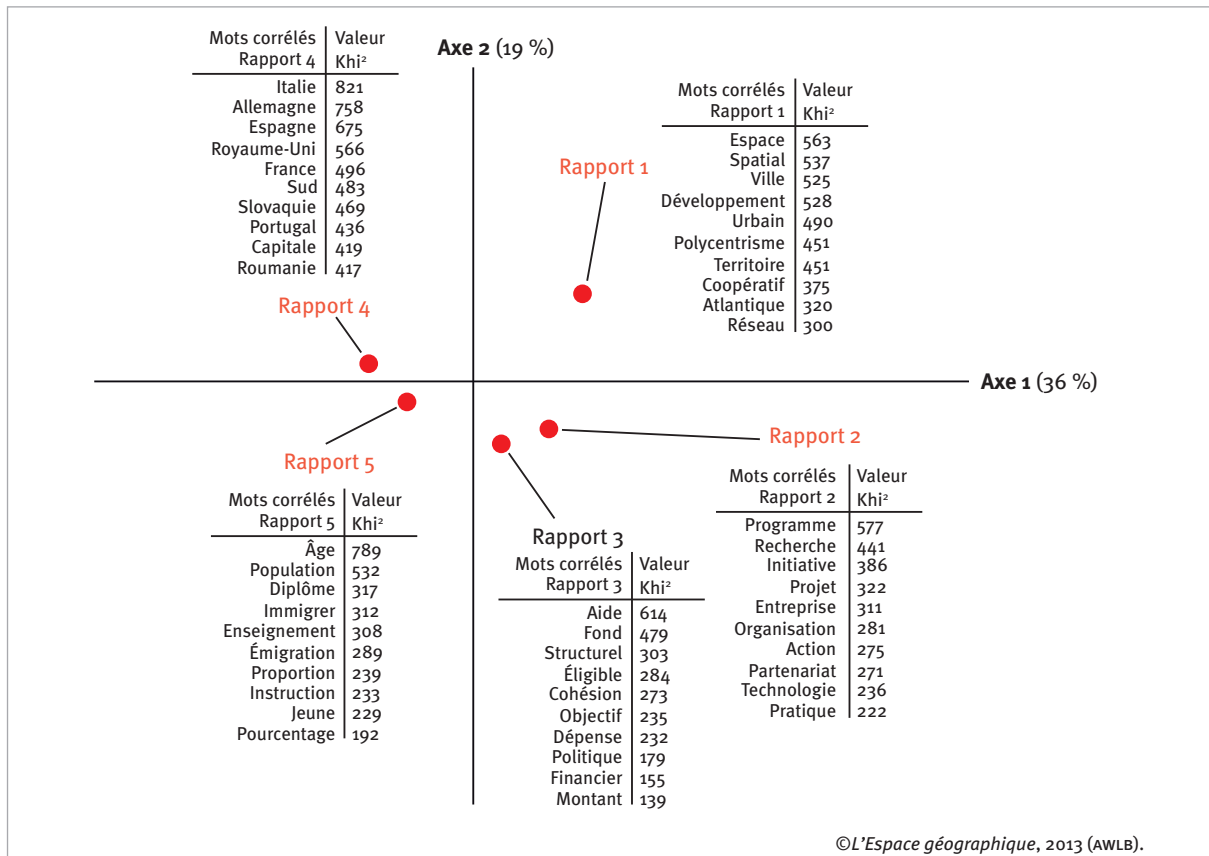 Mots corrélés Valeur
Rapport 4 Khi²
Italie 821
Allemagne 758
Espagne 675
Royaume-Uni 566
France 496
Sud 483
Slovaquie 469
Portugal 436
Capitale 419
Roumanie 417
Rapport 4
Axe 2 (19 %)
Mots corrélés Valeur
Rapport 1 Khi²
Espace 563
Spatial 537
Ville 525
Développement 528
Urbain 490
Polycentrisme 451
Territoire 451
Coopératif 375
Atlantique 320
Réseau 300
Rapport 1
Axe 1 (36 %)
Rapport 5
Mots corrélés Valeur
Rapport 5 Khi²
Âge 789
Population 532
Diplôme 317
Immigrer 312
Enseignement 308
Émigration 289
Proportion 239
Instruction 233
Jeune 229
Pourcentage 192
Rapport 3
Mots corrélés Valeur
Rapport 3 Khi²
Aide 614
Fond 479
Structurel 303
Éligible 284
Cohésion 273
Objectif 235
Dépense 232
Politique 179
Financier 155
Montant 139
Rapport 2
Mots corrélés Valeur
Rapport 2 Khi²
Programme 577
Recherche 441
Initiative 386
Projet 322
Entreprise 311
Organisation 281
Action 275
Partenariat 271
Technologie 236
Pratique 222
©L'Espace géographique, 2013 (AWLB).